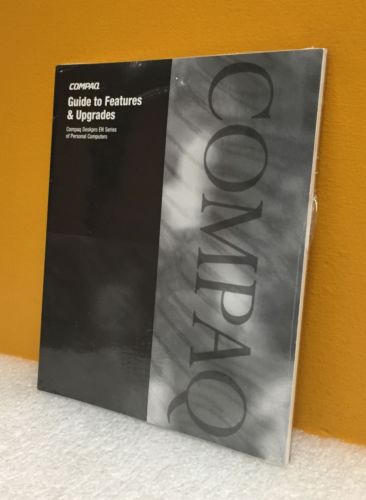 COMPAQ
Guide to Features
& Upgrades
Compaq Deskpro EN Series
of Personal Computers
COMPAQ